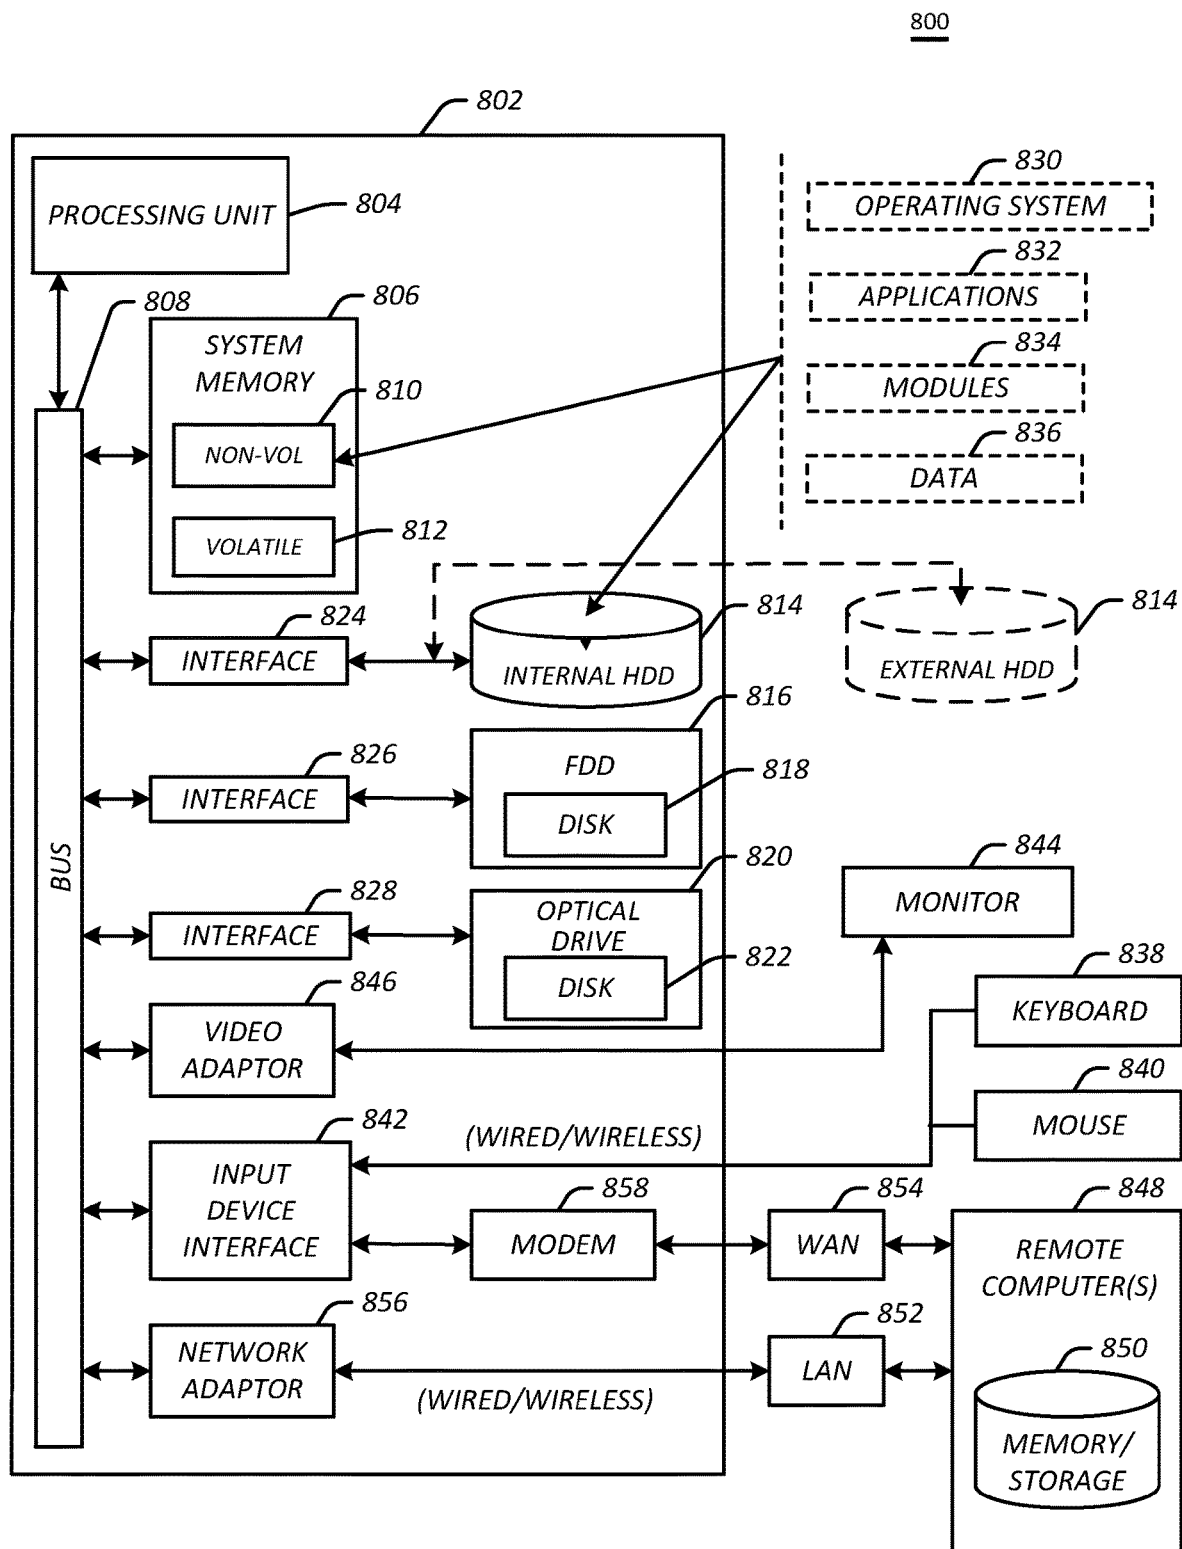 800
802
PROCESSING UNIT
804
808
806
SYSTEM
MEMORY
810
NON-VOL
812
VOLATILE
830
OPERATING SYSTEM
832
APPLICATIONS
834
MODULES
836
DATA
824
INTERFACE
814
INTERNAL HDD
814
EXTERNAL HDD
816
826
INTERFACE
FDD
818
DISK
BUS
820
828
INTERFACE
OPTICAL
DRIVE
822
DISK
844
MONITOR
846
VIDEO
ADAPTOR
838
KEYBOARD
840
MOUSE
842
(WIRED/WIRELESS)
INPUT
DEVICE
INTERFACE
858
MODEM
854
WAN
848
REMOTE
COMPUTER(S)
856
NETWORK
ADAPTOR
(WIRED/WIRELESS)
852
LAN
850
MEMORY/
STORAGE